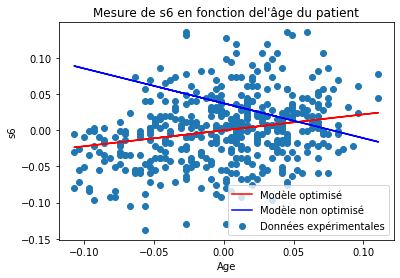 Mesure de s6 en fonction del'âge du patient
0.10
0.05
0.00
−0.05
−0.10
−0.15
s6
−0.10
−0.05
0.00
0.05
0.10
Age
Modèle optimisé
Modèle non optimisé
Données expérimentales